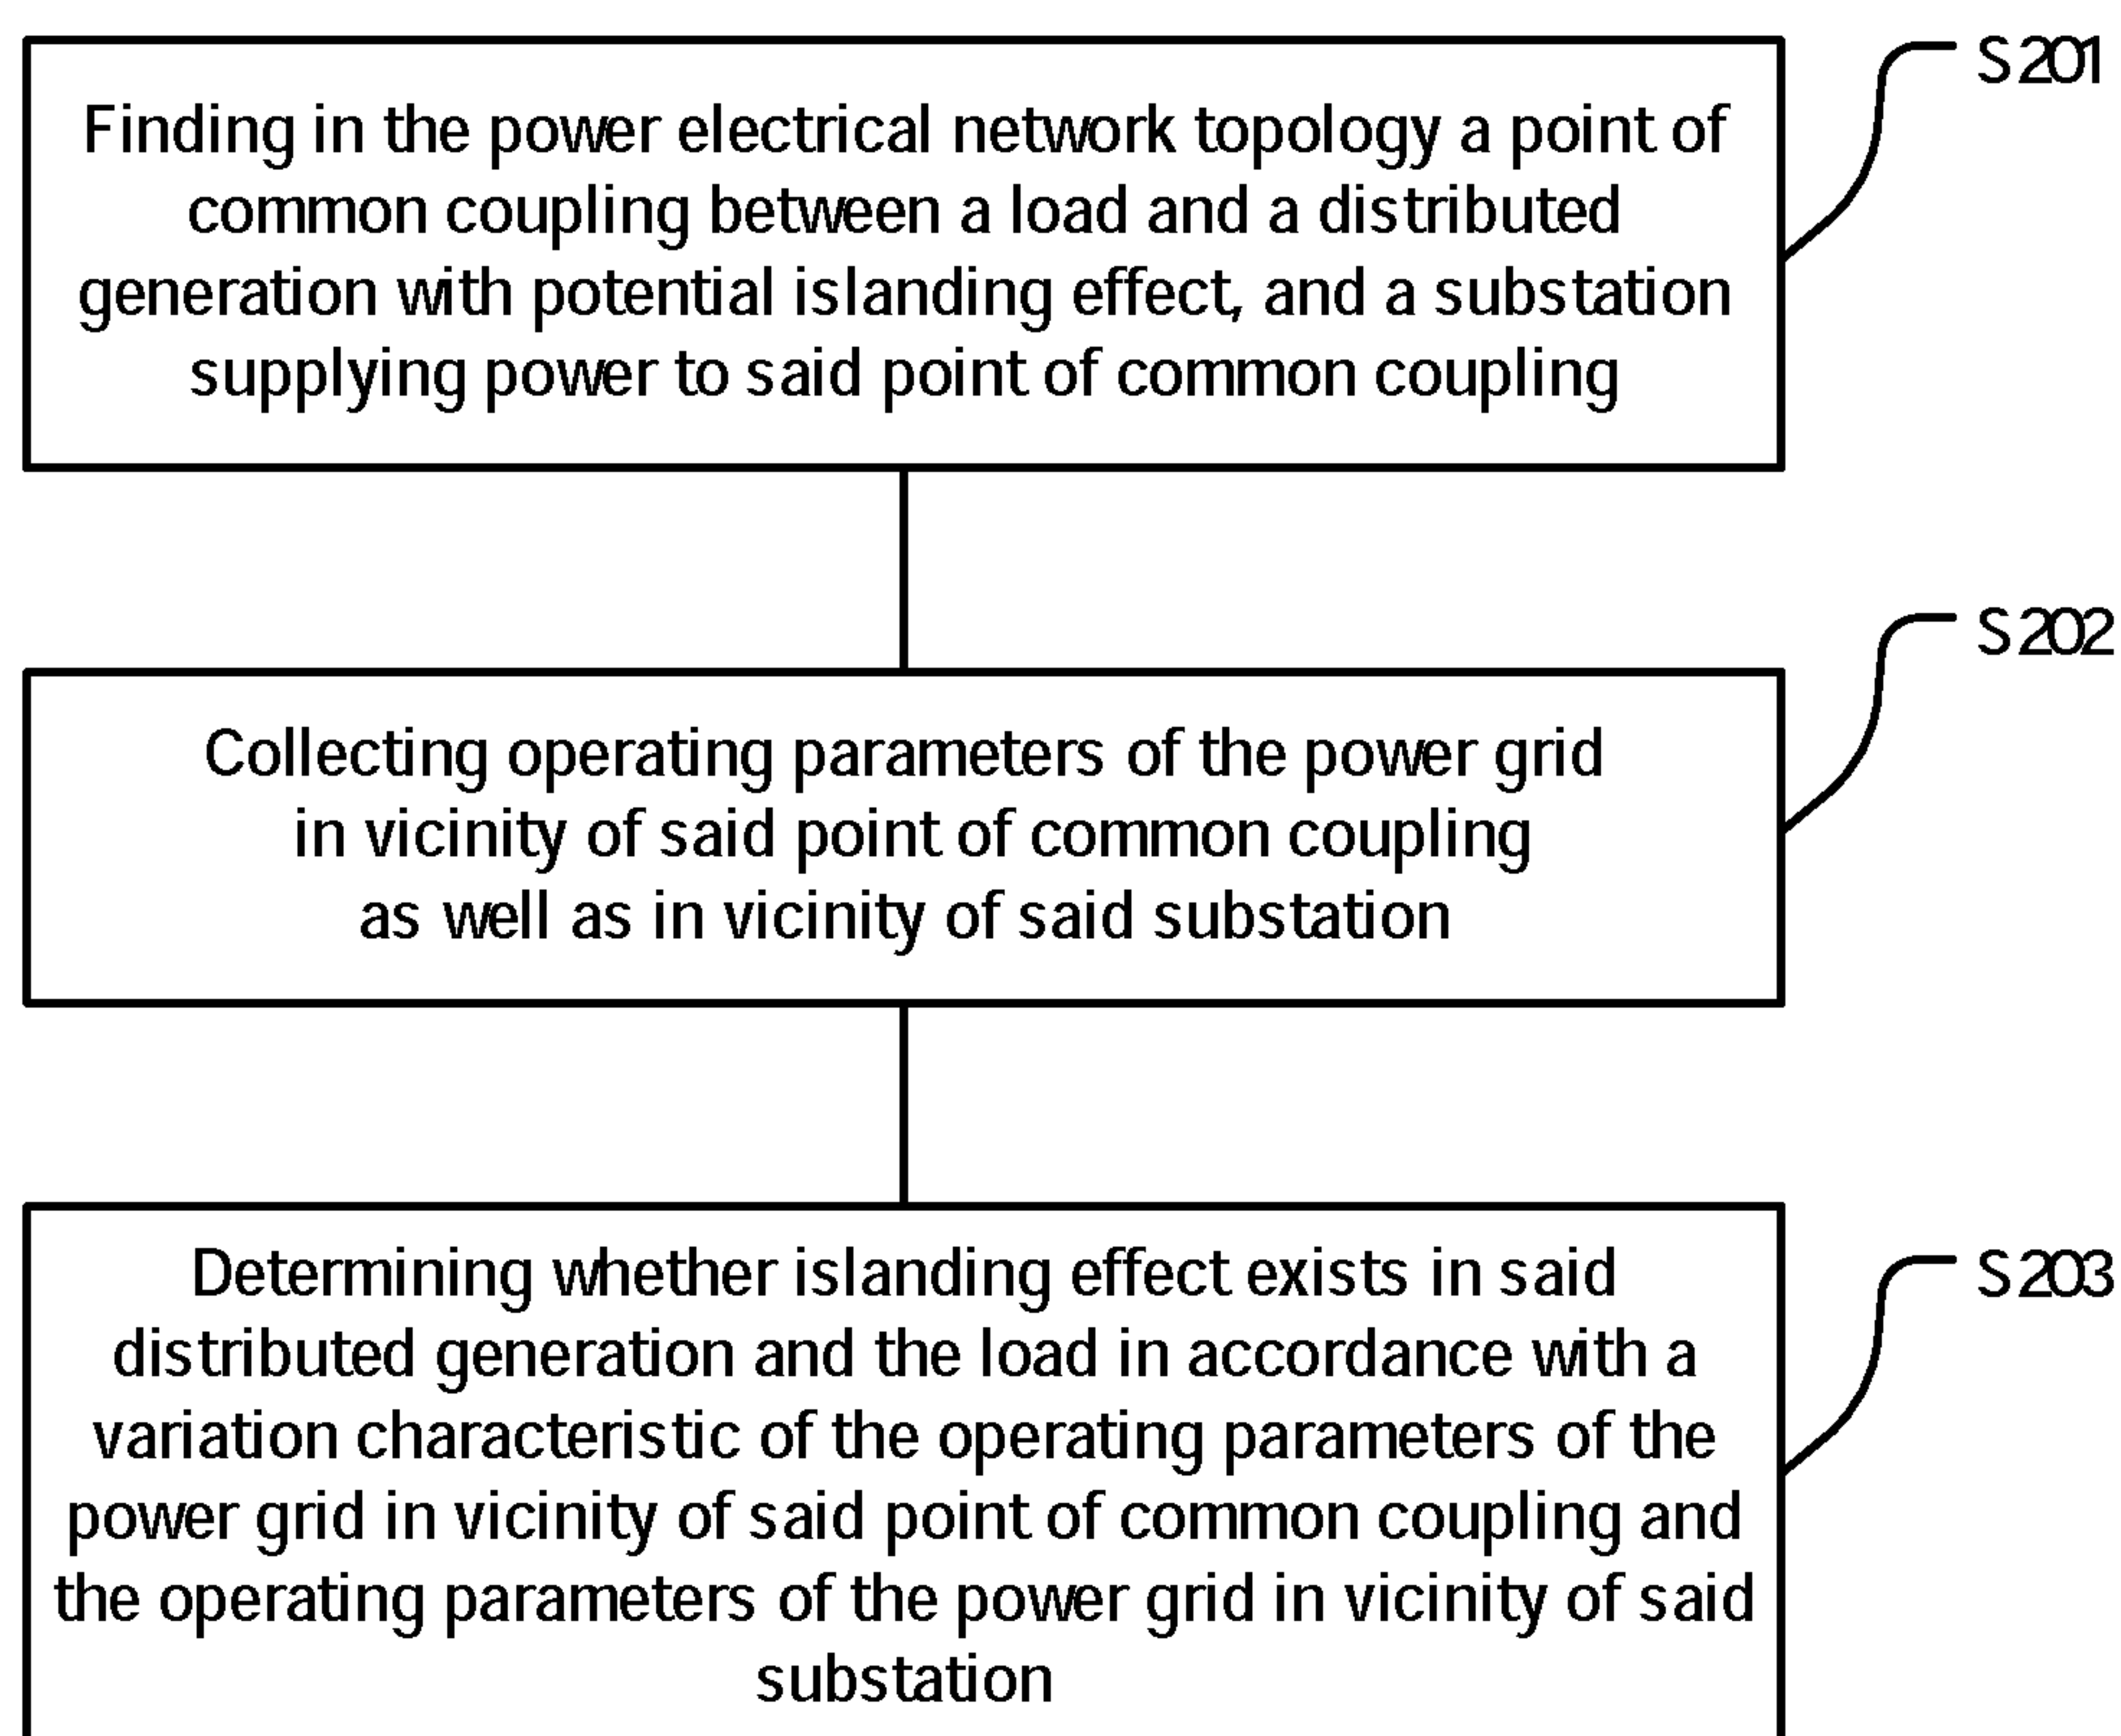 S201
Finding in the power electrical network topology a point of
common coupling between a load and a distributed
generation with potential islanding effect, and a substation
supplying power to said point of common coupling
S202
Collecting operating parameters of the power grid
in vicinity of said point of common coupling
as well as in vicinity of said substation
S203
Determining whether islanding effect exists in said
distributed generation and the load in accordance with a
variation characteristic of the operating parameters of the
power grid in vicinity of said point of common coupling and
the operating parameters of the power grid in vicinity of said
substation